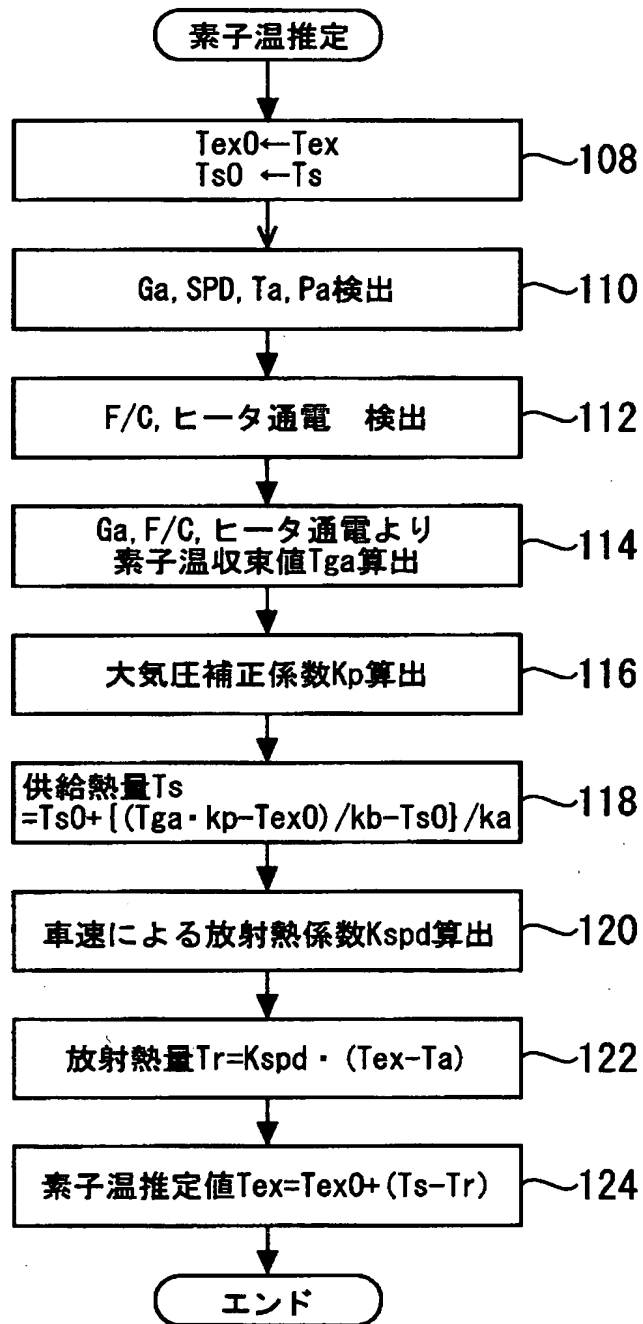 素子温推定
Tex0←Tex
Ts0 ←Ts
108
Ga, SPD, Ta, Pa検出
110
F/C, ヒータ通電　検出
112
Ga, F/C, ヒータ通電より
素子温収束値Tga算出
114
大気圧補正係数Kp算出
116
供給熱量Ts
=Ts0+{(Tga・kp-Tex0)/kb-Ts0}/ka
118
車速による放射熱係数Kspd算出
120
放射熱量Tr=Kspd・(Tex-Ta)
122
素子温推定値Tex=Tex0+(Ts-Tr)
124
エンド